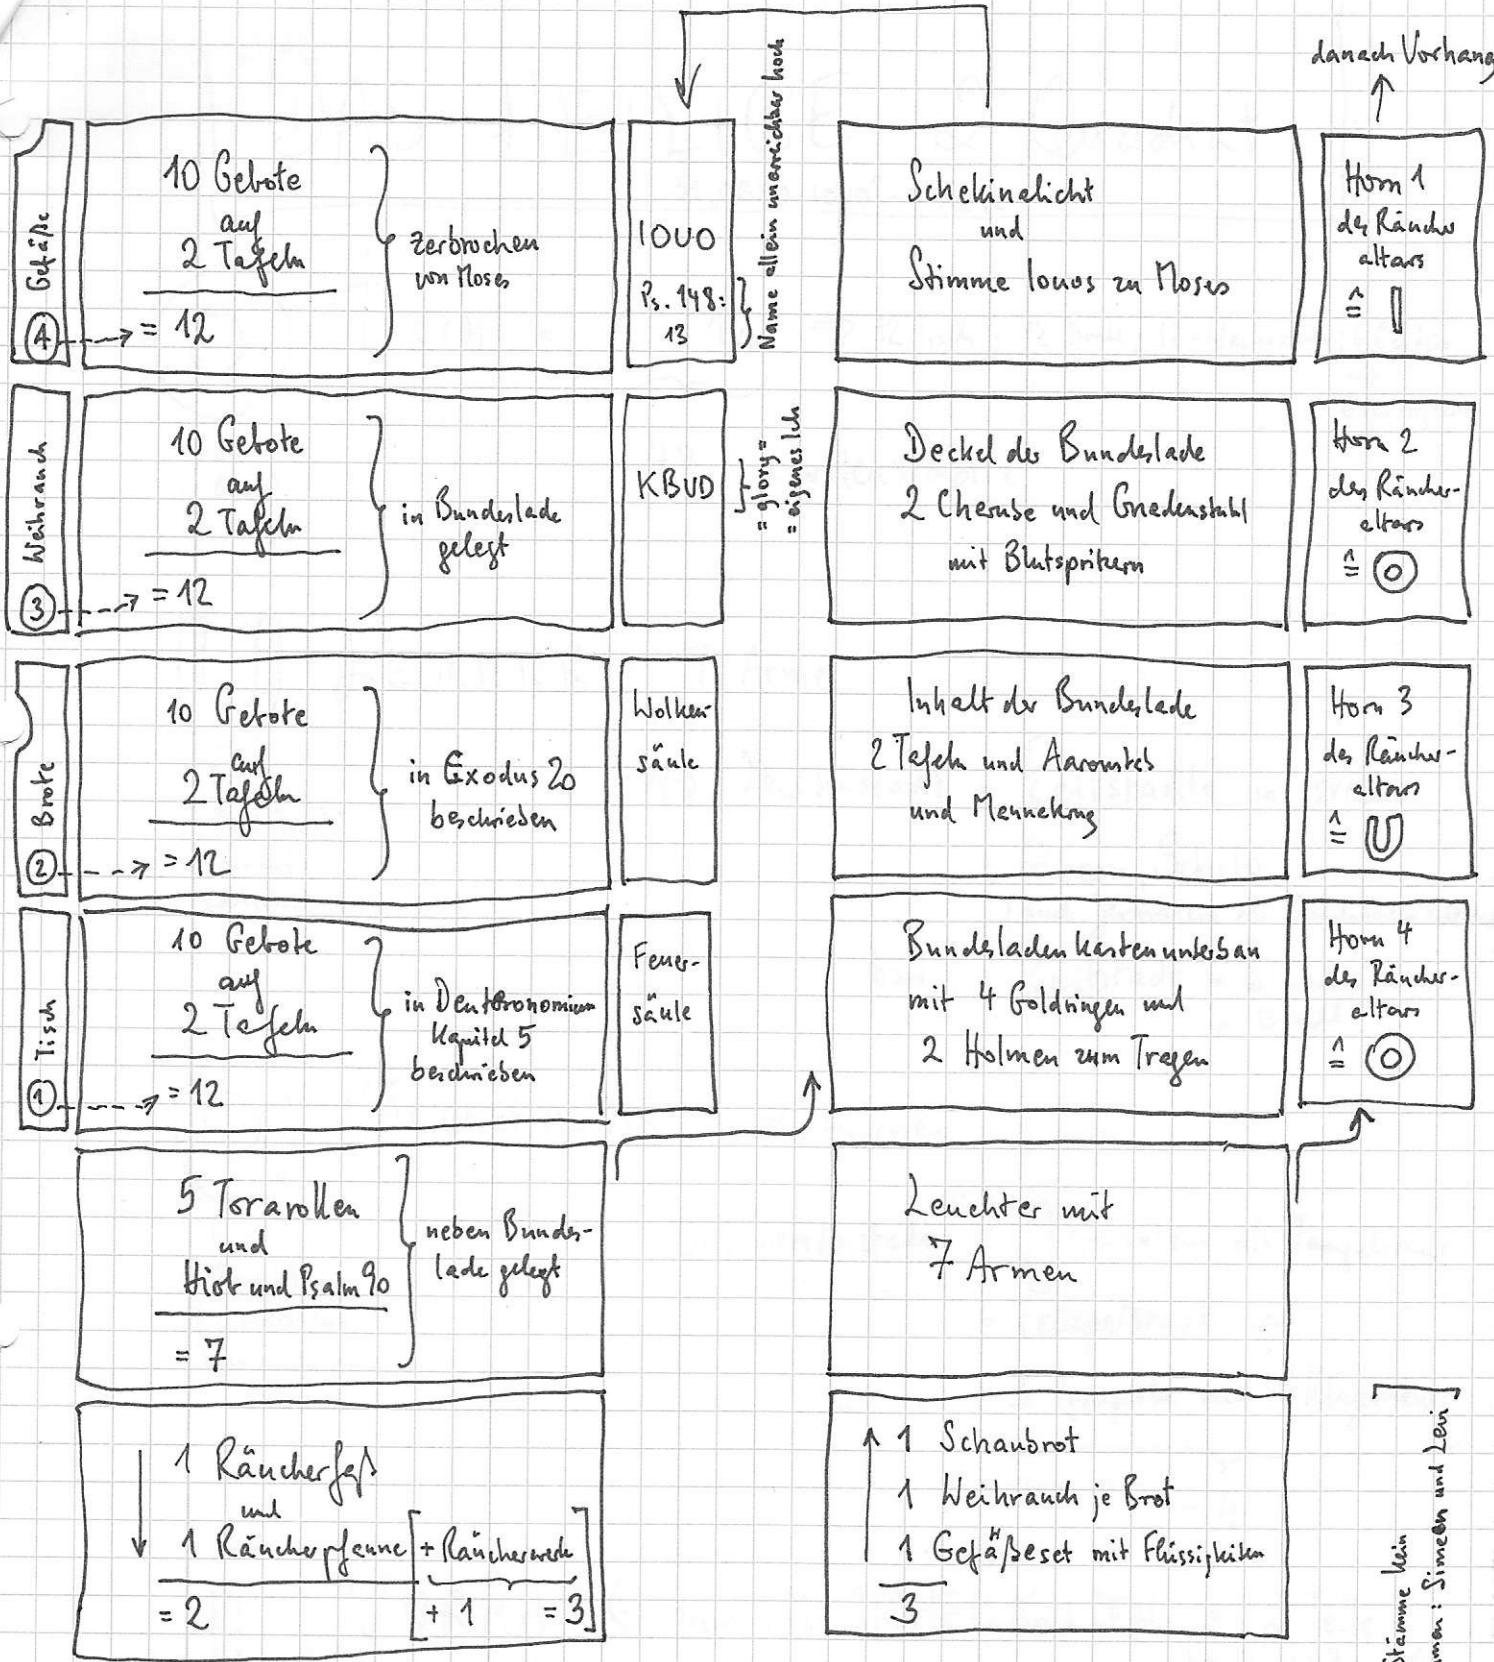 danach Vorhang
Gefäße
4
10 Gebote
auf
2 Tafeln
= 12
zerbrochen
von Moses
IOUO
Ps. 148:
13
Name allein unerreichbar hoch
Schekinalicht
und
Stimme Iouos zu Moses
Horn 1
des Räucher
altars
≙
Weihrauch
3
10 Gebote
auf
2 Tafeln
= 12
in Bundeslade
gelegt
KBUD
= glory =
= eigenes Ich
Deckel der Bundeslade
2 Cherube und Gnadenstuhl
mit Blutspritzern
Horn 2
des Räucher-
altars
≙
Brote
2
10 Gebote
auf
2 Tafeln
= 12
in Exodus 20
beschrieben
Wolken-
säule
Inhalt der Bundeslade
2 Tafeln und Aaronstab
und Mannakrug
Horn 3
des Räucher-
altars
≙
Tisch
1
10 Gebote
auf
2 Tafeln
= 12
in Deuteronomium
Kapitel 5
beschrieben
Feuer-
säule
Bundesladenkastenunterbau
mit 4 Goldringen und
2 Holmen zum Tragen
Horn 4
des Räucher-
altars
≙
5 Torarollen
und
Hiob und Psalm 90
= 7
neben Bundes-
lade gelegt
Leuchter mit
7 Armen
1 Räucherfaß
und
1 Räucherpfanne [+ Räucherwerk]
= 2 [+ 1 = 3]
1 Schaubrot
1 Weihrauch je Brot
1 Gefäßeset mit Flüssigkeiten
3
Stämme kein
: Simeon und Levi